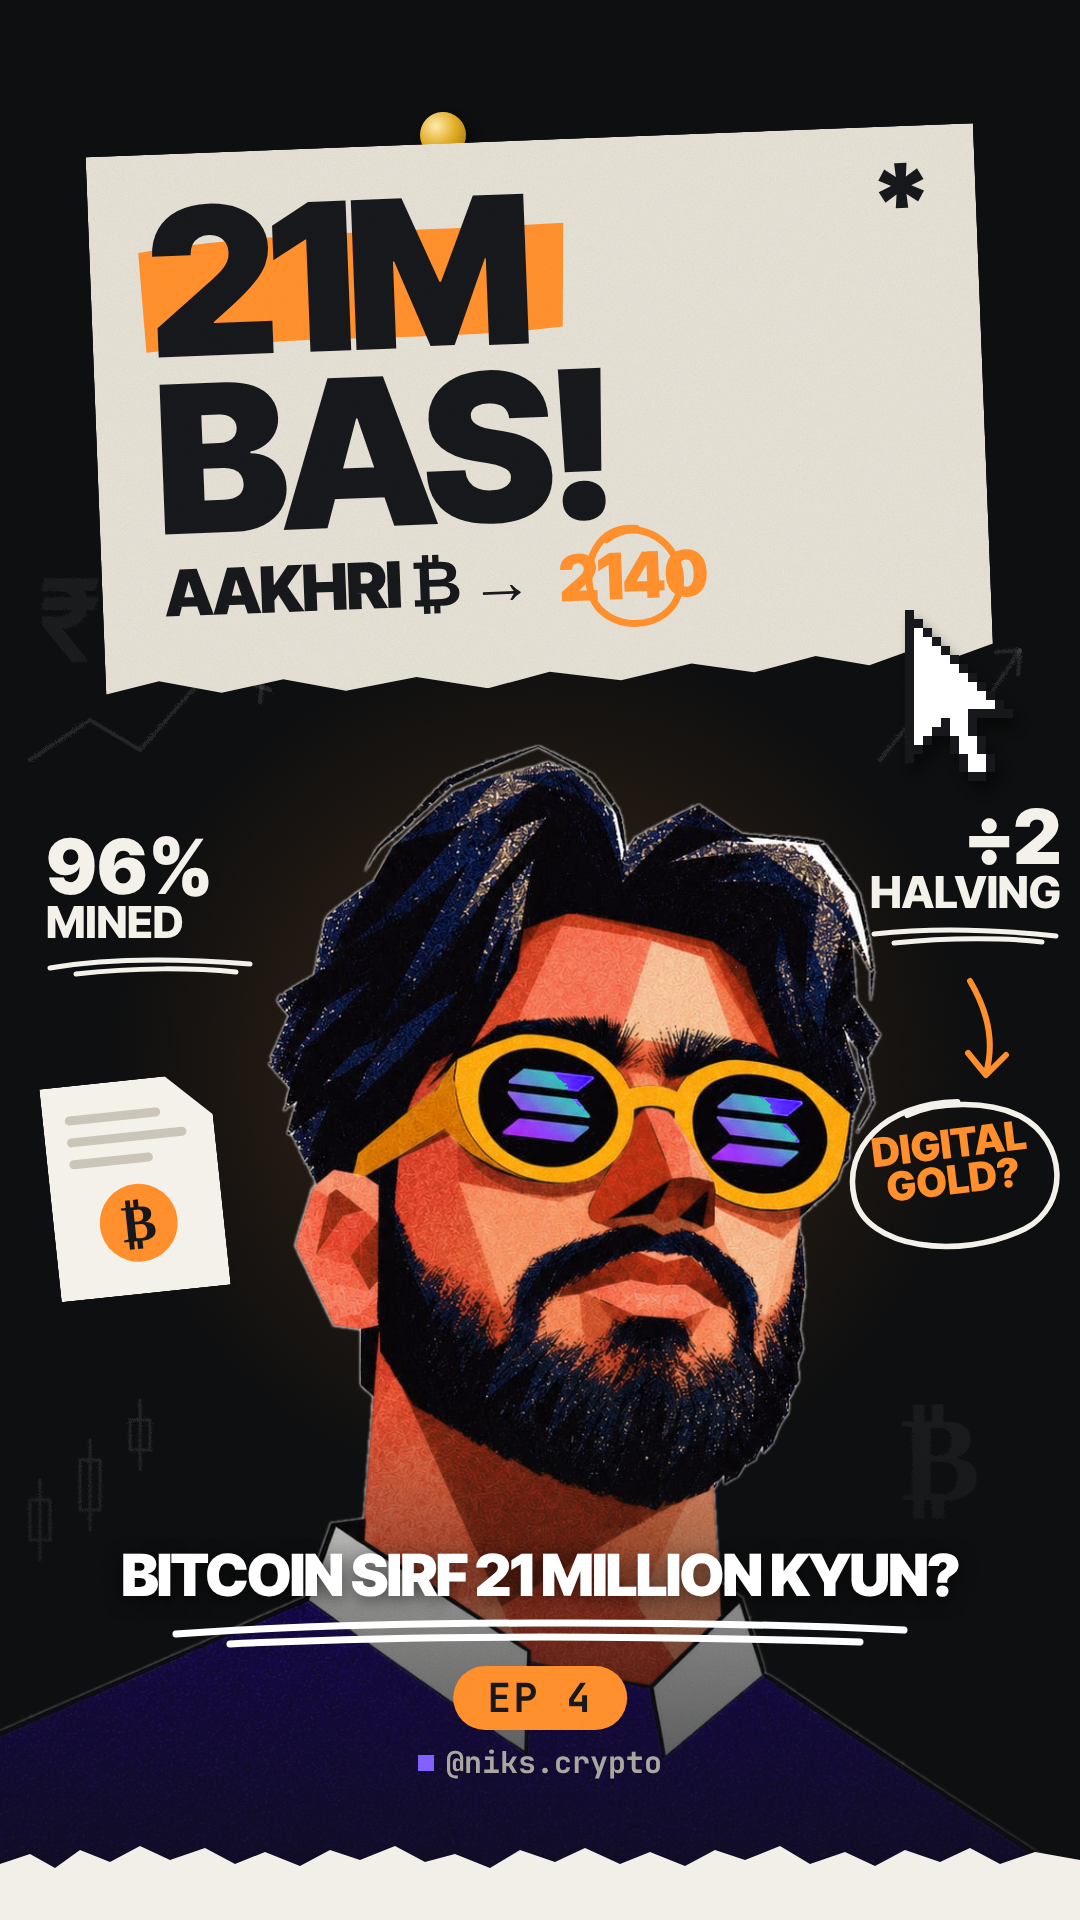 *
21M
BAS!
AAKHRI ₿ → 2140
₹
96%
MINED
÷2
HALVING
DIGITAL
GOLD?
₿
₿
BITCOIN SIRF 21 MILLION KYUN?
EP 4
@niks.crypto